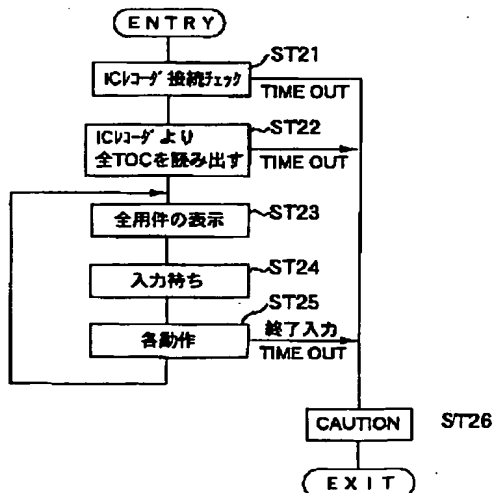 ENTRY
ST21
ICレコーダ接続チェック
TIME OUT
ST22
ICレコーダより
全TOCを読み出す
TIME OUT
ST23
全用件の表示
ST24
入力待ち
ST25
各動作
終了入力
TIME OUT
CAUTION
ST26
EXIT